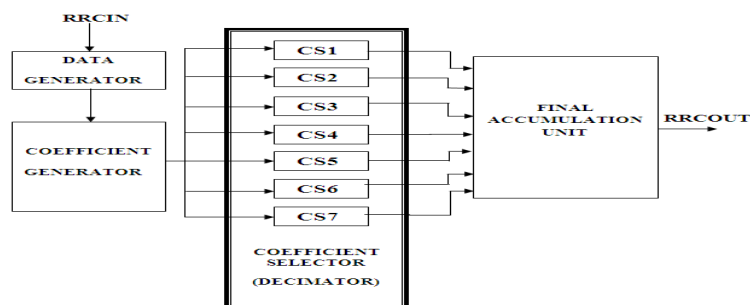 RRCIN
DATA
GENERATOR
COEFFICIENT
GENERATOR
CS1
CS2
CS3
CS4
CS5
CS6
CS7
COEFFICIENT
SELECTOR
(DECIMATOR)
FINAL
ACCUMULATION
UNIT
RRCOUT